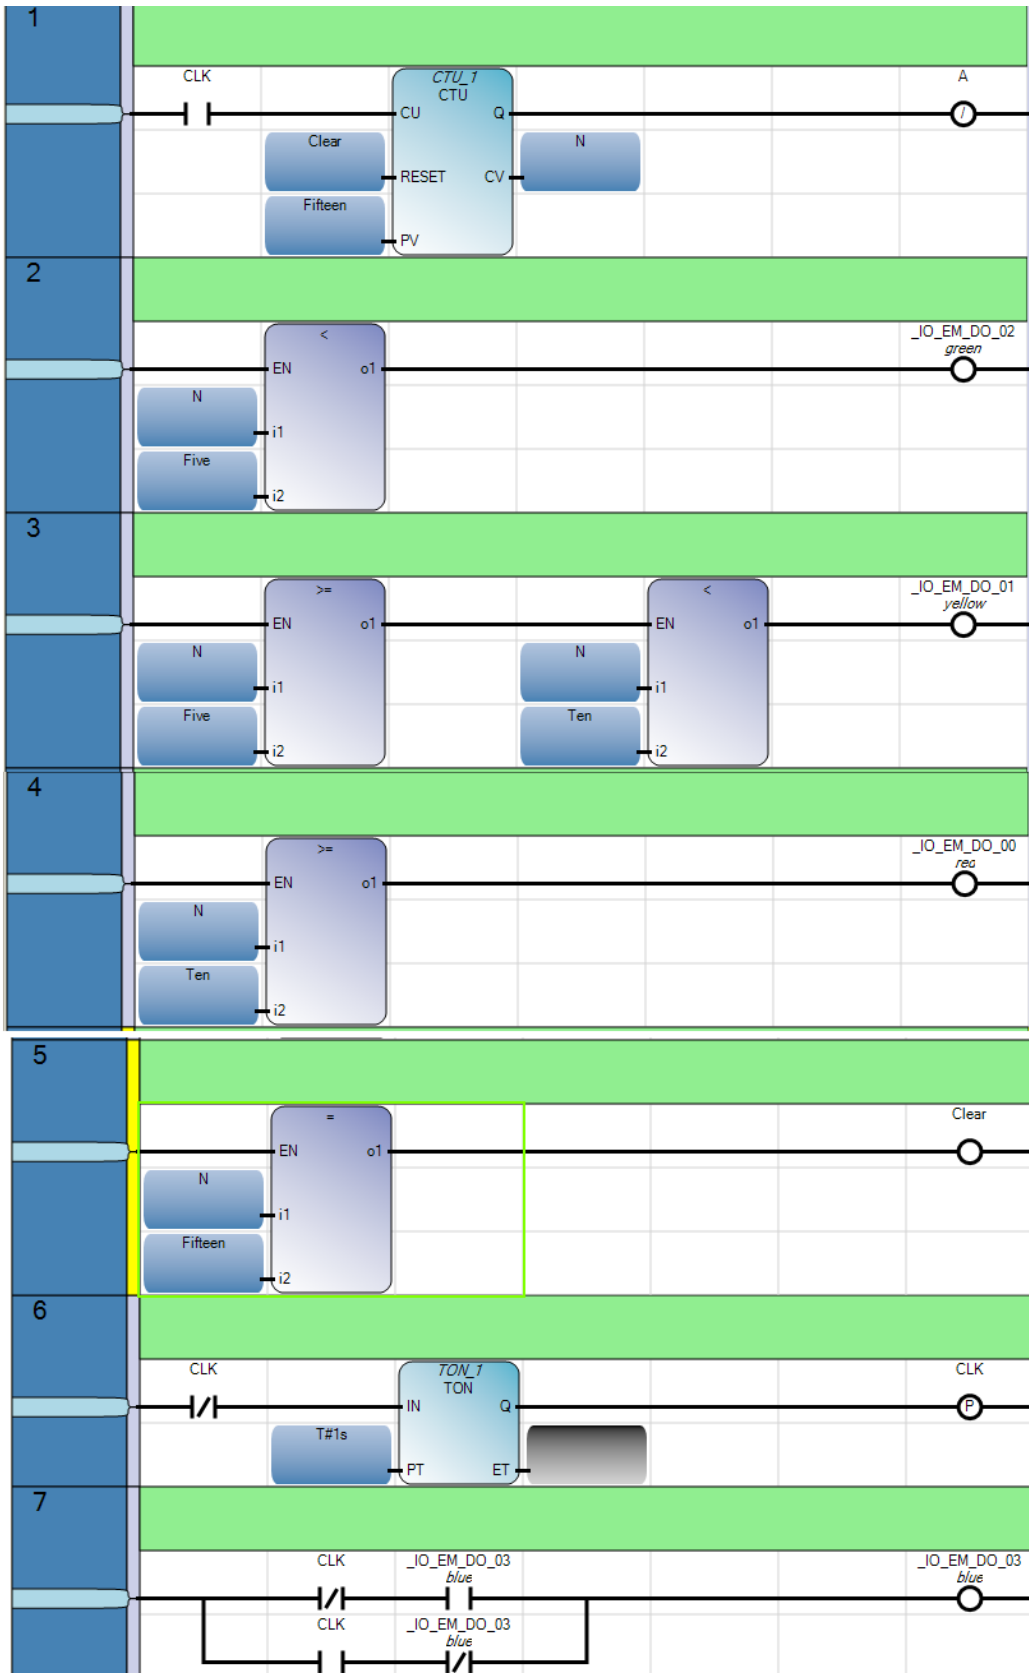 1
CLK
CTU_1
CTU
A
CU
Q
/
Clear
N
RESET
CV
Fifteen
PV
2
<
_IO_EM_DO_02
green
EN
o1
N
i1
Five
i2
3
>=
<
_IO_EM_DO_01
yellow
EN
o1
EN
o1
N
N
i1
i1
Five
Ten
i2
i2
4
>=
_IO_EM_DO_00
red
EN
o1
N
i1
Ten
i2
5
=
Clear
EN
o1
N
i1
Fifteen
i2
6
CLK
TON_1
TON
CLK
IN
Q
P
T#1s
PT
ET
7
CLK
_IO_EM_DO_03
blue
_IO_EM_DO_03
blue
CLK
_IO_EM_DO_03
blue